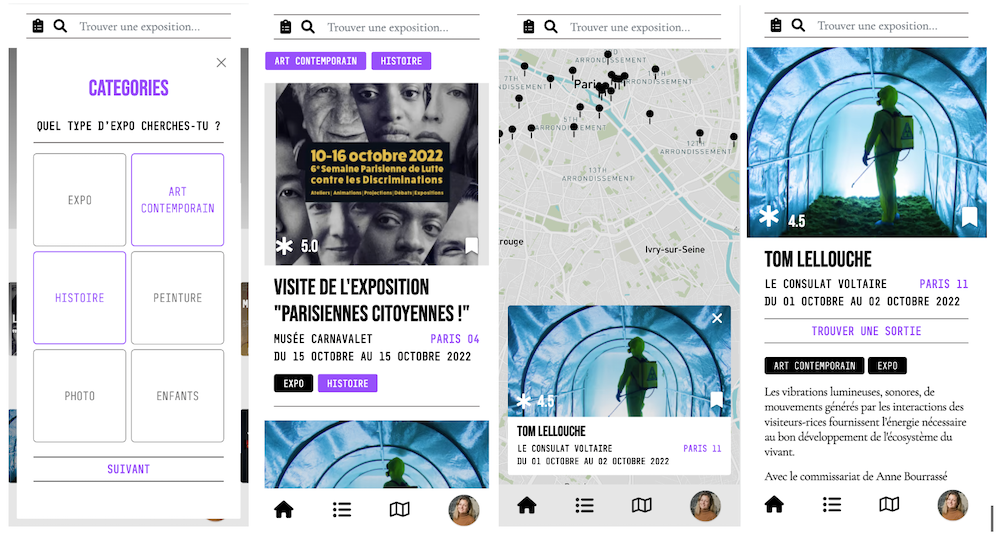 Trouver une exposition...
CATEGORIES
QUEL TYPE D'EXPO CHERCHES-TU ?
EXPO
ART
CONTEMPORAIN
HISTOIRE
PEINTURE
PHOTO
ENFANTS
SUIVANT
Trouver une exposition...
ART CONTEMPORAIN
HISTOIRE
10-16 octobre 2022
6e Semaine Parisienne de Lutte
contre les Discriminations
Ateliers | Animations | Projections | Débats | Expositions
5.0
VISITE DE L'EXPOSITION
"PARISIENNES CITOYENNES !"
MUSÉE CARNAVALET
PARIS 04
DU 15 OCTOBRE AU 15 OCTOBRE 2022
EXPO
HISTOIRE
Trouver une exposition...
ARRONDISSEMENT
7TH
ARRONDISSEMENT
Paris
5TH
ARRONDISSEMENT
12TH
ARRONDISSEMENT
13TH
ARRONDISSEMENT
rouge
Ivry-sur-Seine
4.5
TOM LELLOUCHE
LE CONSULAT VOLTAIRE
PARIS 11
DU 01 OCTOBRE AU 02 OCTOBRE 2022
Trouver une exposition...
4.5
TOM LELLOUCHE
LE CONSULAT VOLTAIRE
PARIS 11
DU 01 OCTOBRE AU 02 OCTOBRE 2022
TROUVER UNE SORTIE
ART CONTEMPORAIN
EXPO
Les vibrations lumineuses, sonores, de
mouvements générés par les interactions des
visiteurs-rices fournissent l'énergie nécessaire
au bon développement de l'écosystème du
vivant.
Avec le commissariat de Anne Bourrassé